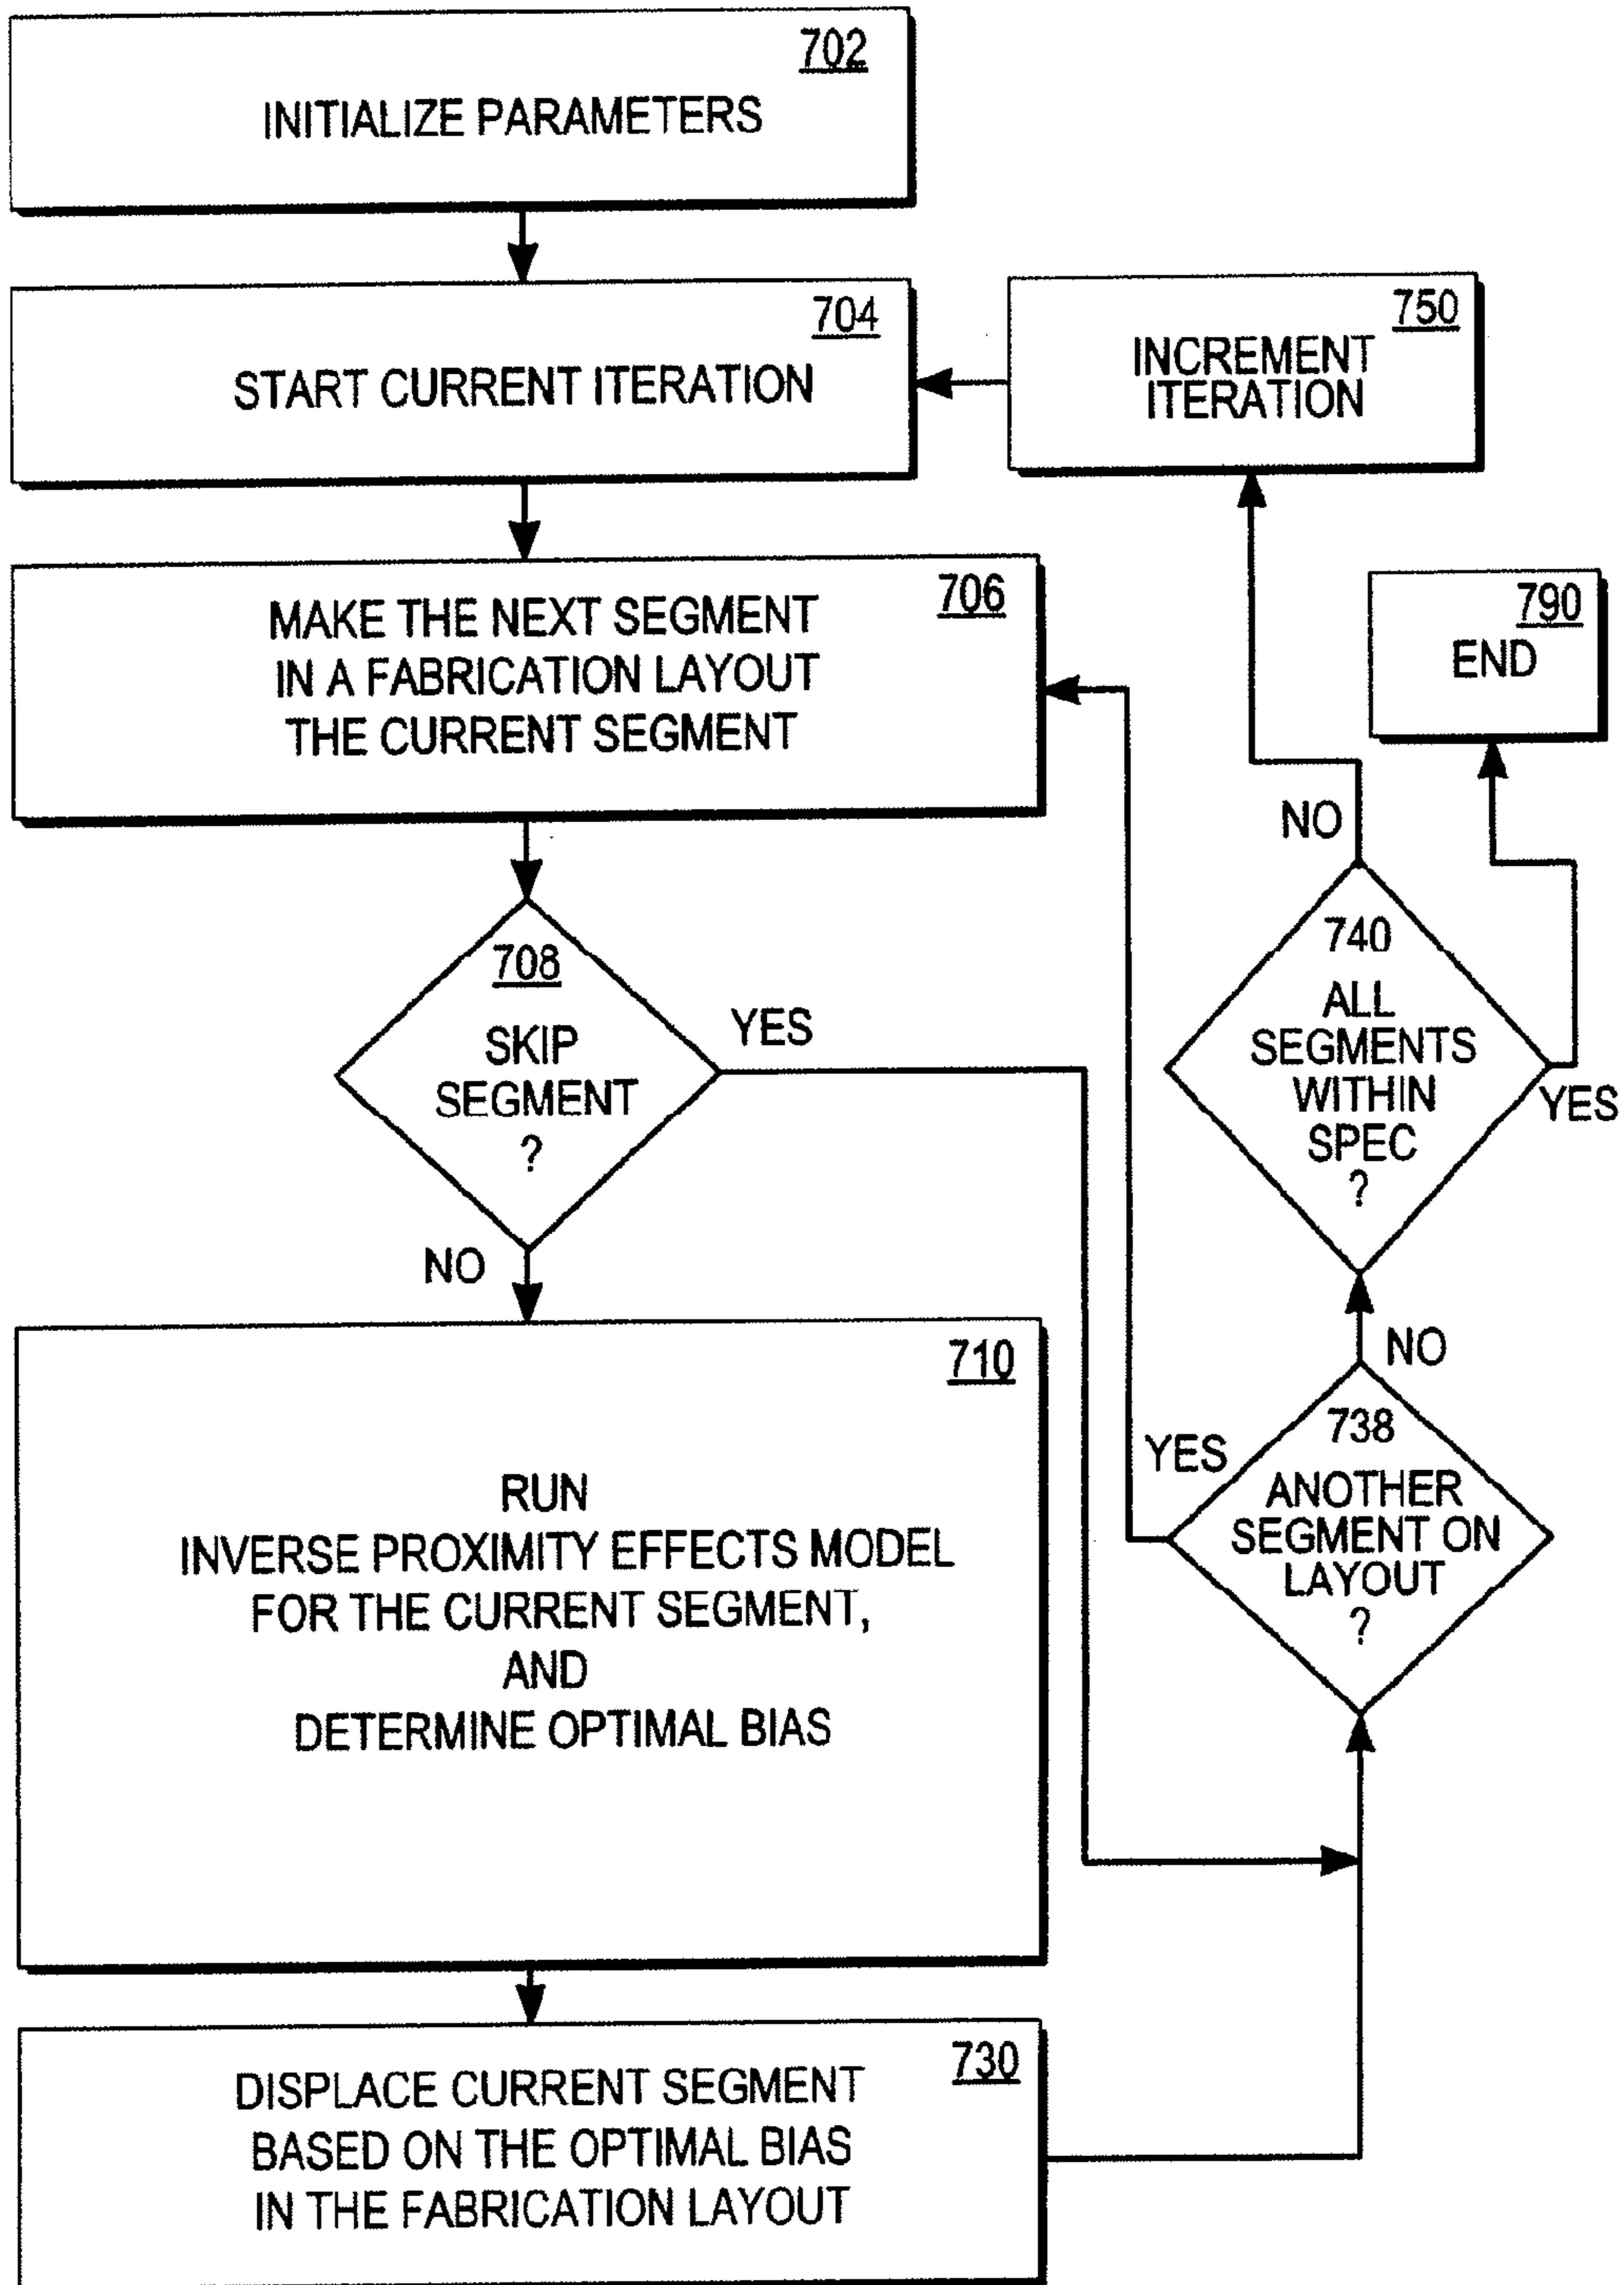 702
INITIALIZE PARAMETERS
704
START CURRENT ITERATION
750
INCREMENT
ITERATION
706
MAKE THE NEXT SEGMENT
IN A FABRICATION LAYOUT
THE CURRENT SEGMENT
790
END
NO
708
SKIP
SEGMENT
?
YES
NO
740
ALL
SEGMENTS
WITHIN
SPEC
?
YES
NO
738
ANOTHER
SEGMENT ON
LAYOUT
?
YES
710
RUN
INVERSE PROXIMITY EFFECTS MODEL
FOR THE CURRENT SEGMENT,
AND
DETERMINE OPTIMAL BIAS
730
DISPLACE CURRENT SEGMENT
BASED ON THE OPTIMAL BIAS
IN THE FABRICATION LAYOUT